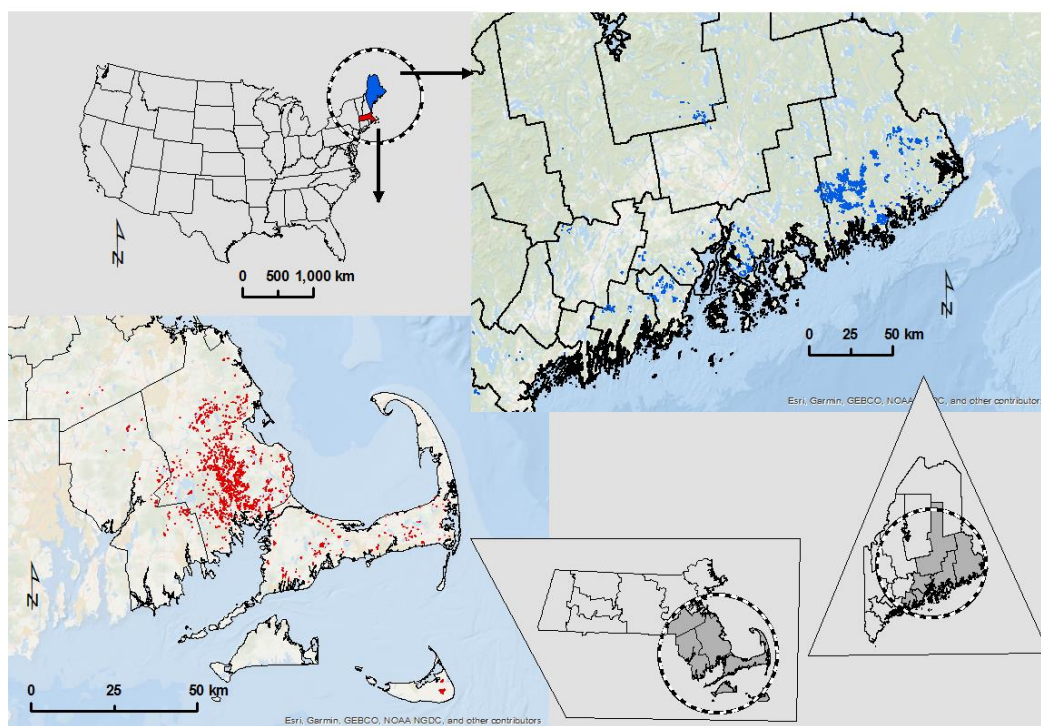 N
0 500 1,000 km
N
0 25 50 km
Esri, Garmin, GEBCO, NOAA NGDC, and other contributors
N
0 25 50 km
Esri, Garmin, GEBCO, NOAA NGDC, and other contributors